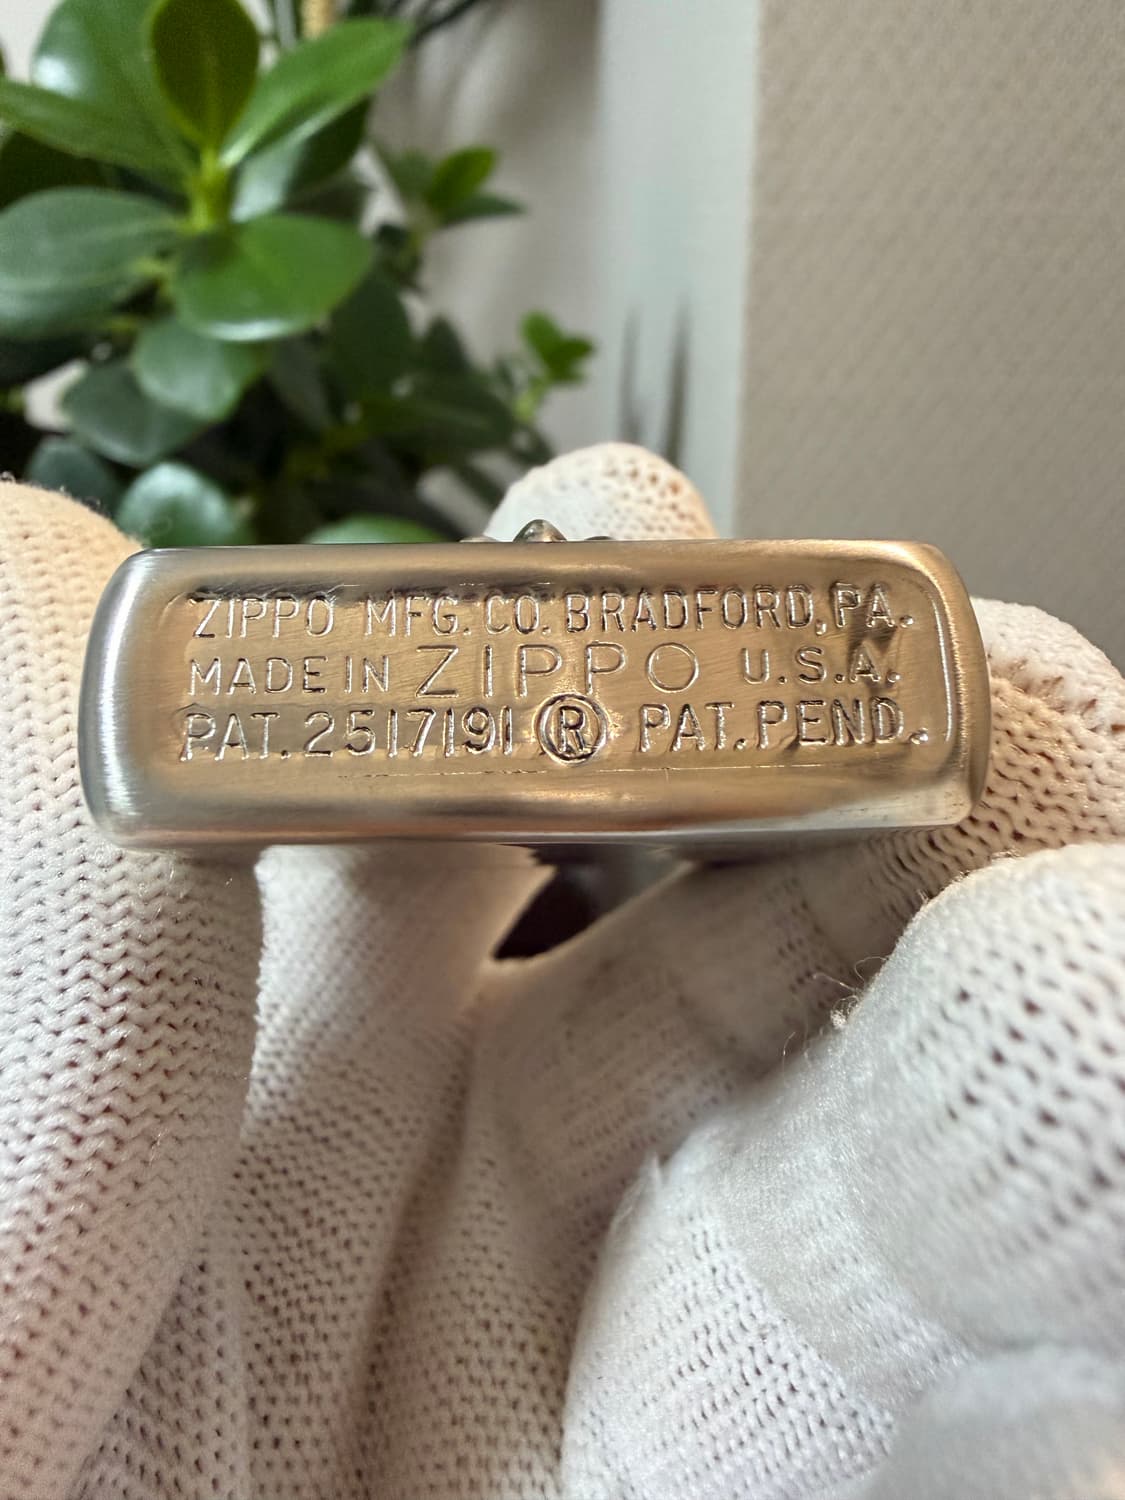 ZIPPO MFG. CO. BRADFORD, PA.
MADE IN ZIPPO U.S.A.
PAT. 2517191 ® PAT. PEND.